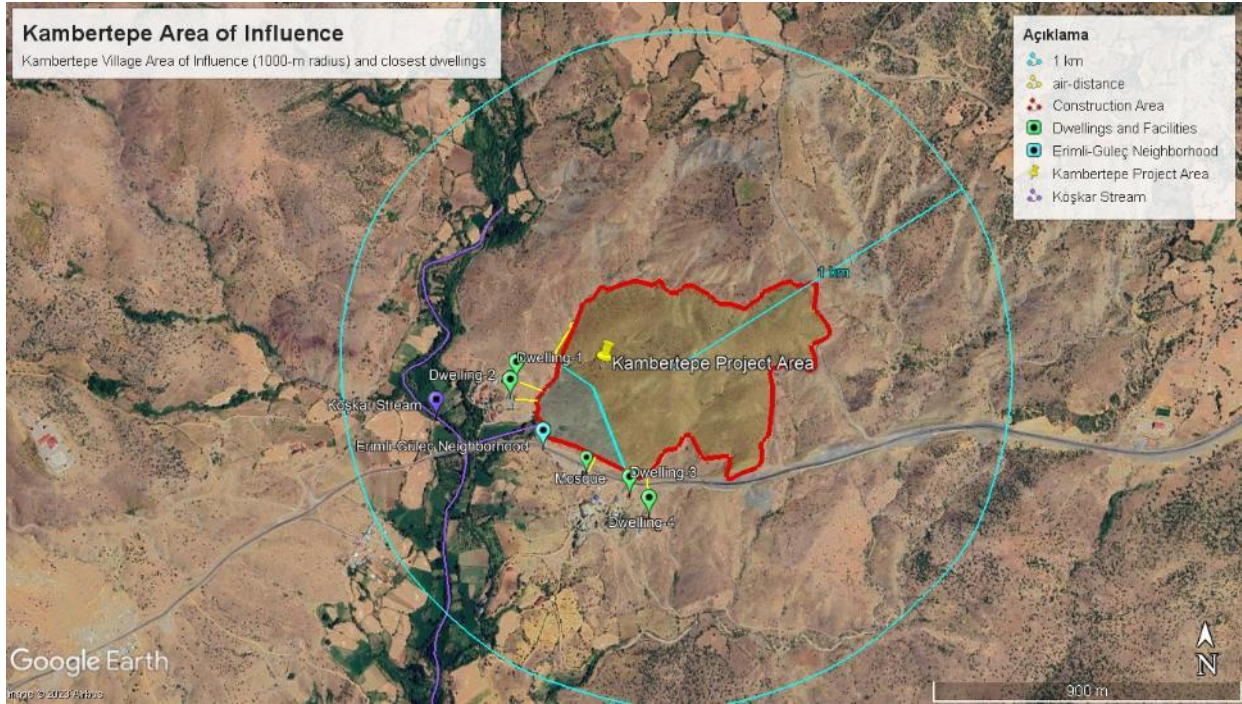 Kambertepe Area of Influence
Kambertepe Village Area of Influence (1000-m radius) and closest dwellings
Açıklama
1 km
air-distance
Construction Area
Dwellings and Facilities
Erimli-Güleç Neighborhood
Kambertepe Project Area
Köşkar Stream
1 km
Dwelling-1
Kambertepe Project Area
Dwelling-2
Köşkar Stream
Erimli-Güleç Neighborhood
Mosque
Dwelling-3
Dwelling-4
Google Earth
Image © 2023 Airbus
N
900 m